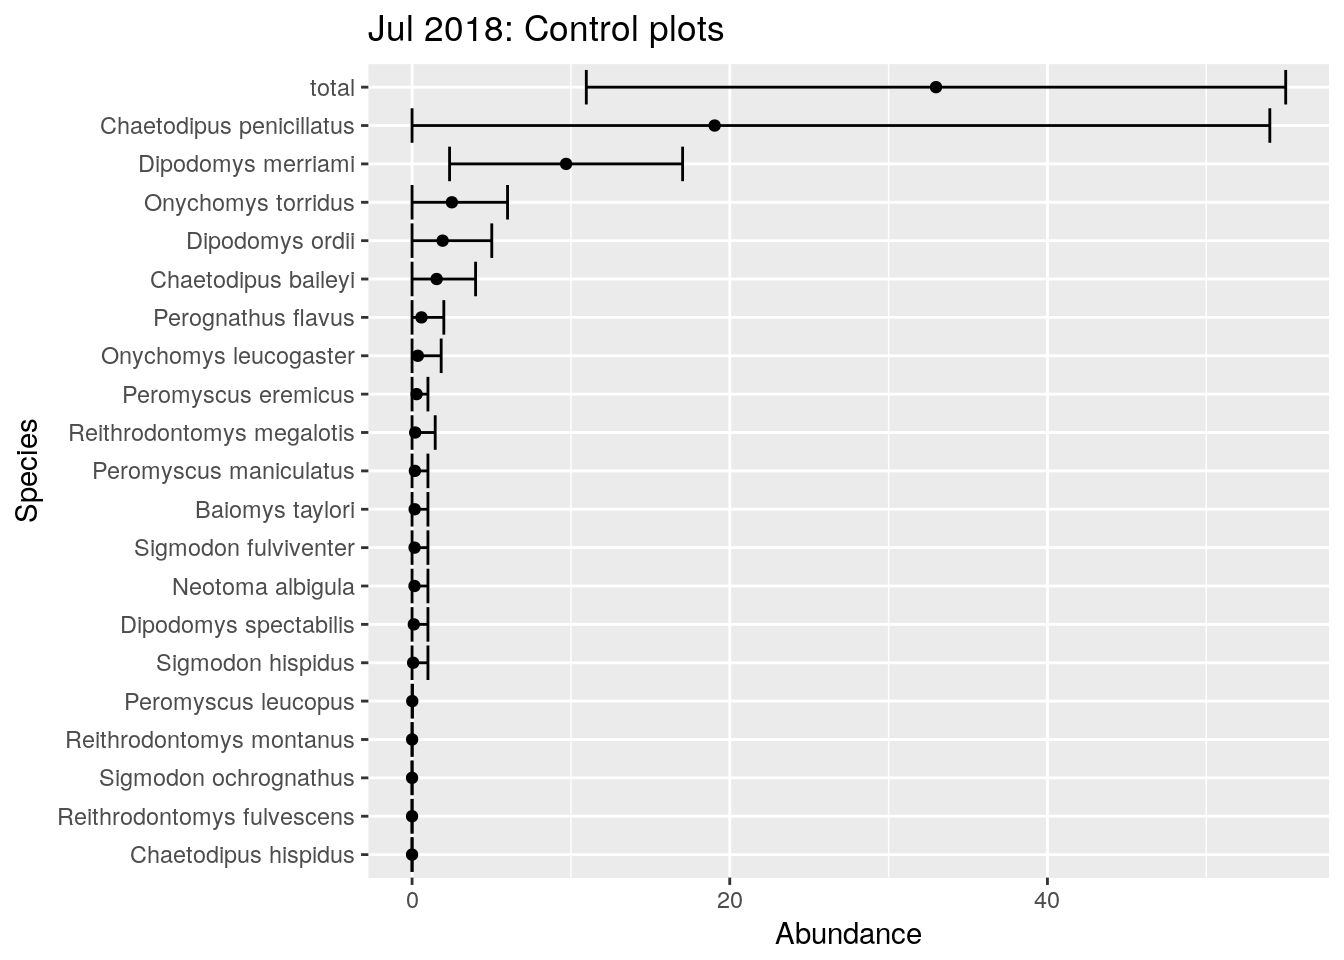 Jul 2018: Control plots
total
Chaetodipus penicillatus
Dipodomys merriami
Onychomys torridus
Dipodomys ordii
Chaetodipus baileyi
Perognathus flavus
Onychomys leucogaster
Peromyscus eremicus
Reithrodontomys megalotis
Peromyscus maniculatus
Baiomys taylori
Sigmodon fulviventer
Neotoma albigula
Dipodomys spectabilis
Sigmodon hispidus
Peromyscus leucopus
Reithrodontomys montanus
Sigmodon ochrognathus
Reithrodontomys fulvescens
Chaetodipus hispidus
Species
0 20 40
Abundance